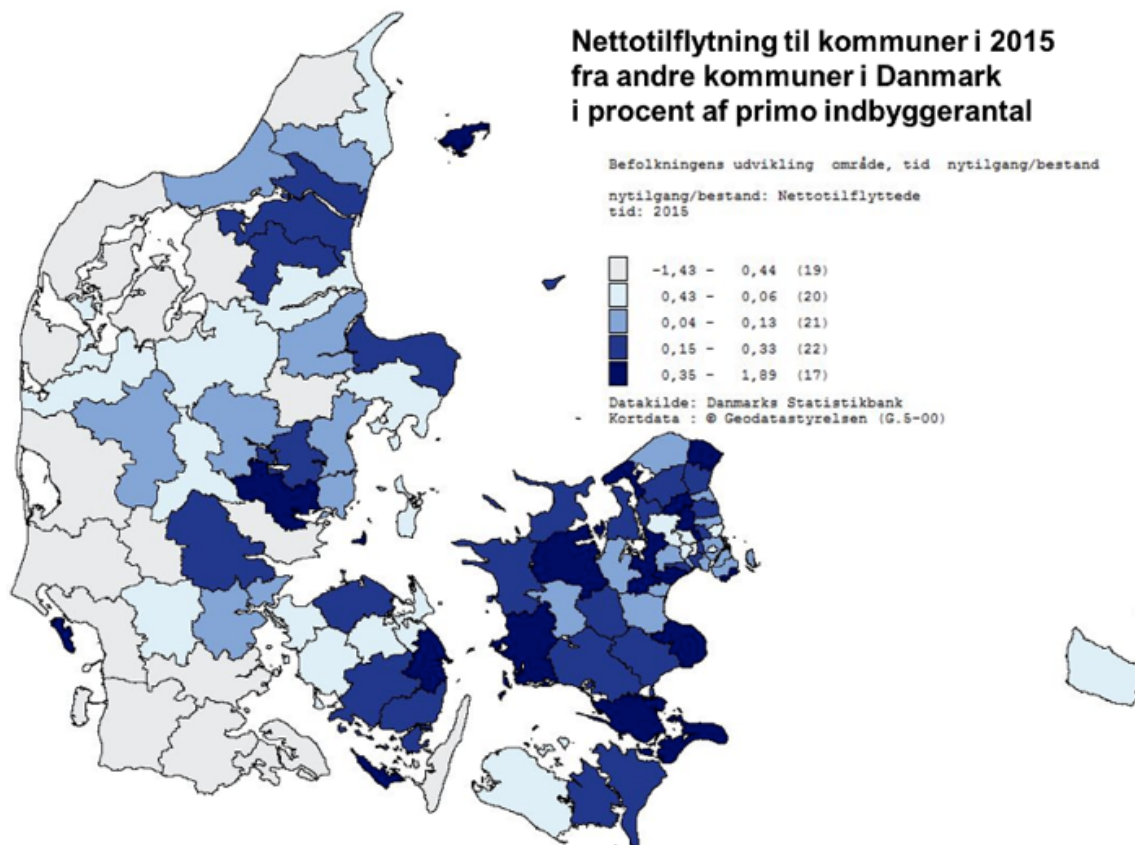 Nettotilflytning til kommuner i 2015
fra andre kommuner i Danmark
i procent af primo indbyggerantal
Befolkningens udvikling område, tid nytilgang/bestand
nytilgang/bestand: Nettotilflyttede
tid: 2015
-1,43 - 0,44 (19)
0,43 - 0,06 (20)
0,04 - 0,13 (21)
0,15 - 0,33 (22)
0,35 - 1,89 (17)
Datakilde: Danmarks Statistikbank
- Kortdata : © Geodatastyrelsen (G.5-00)